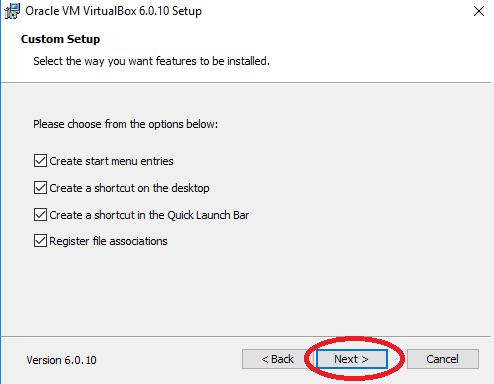 Oracle VM VirtualBox 6.0.10 Setup
Custom Setup
Select the way you want features to be installed.
Please choose from the options below:
Create start menu entries
Create a shortcut on the desktop
Create a shortcut in the Quick Launch Bar
Register file associations
Version 6.0.10
< Back
Next >
Cancel